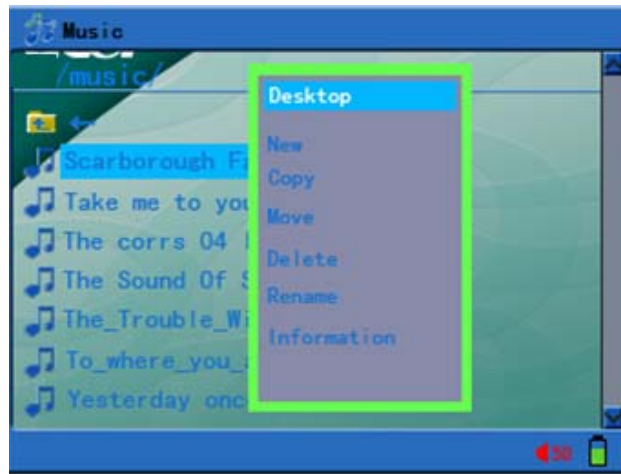 Music
/music/
Scarborough
Take me to you
The corrs 04
The Sound Of S
The_Trouble_Wi
To_where_you_
Yesterday onc
Desktop
New
Copy
Move
Delete
Rename
Information
50